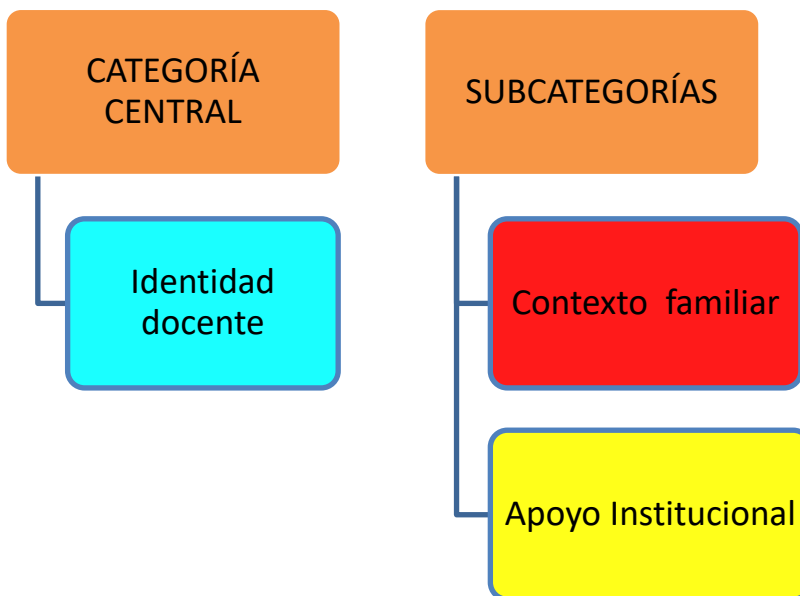 CATEGORÍA
CENTRAL
Identidad
docente
SUBCATEGORÍAS
Contexto familiar
Apoyo Institucional